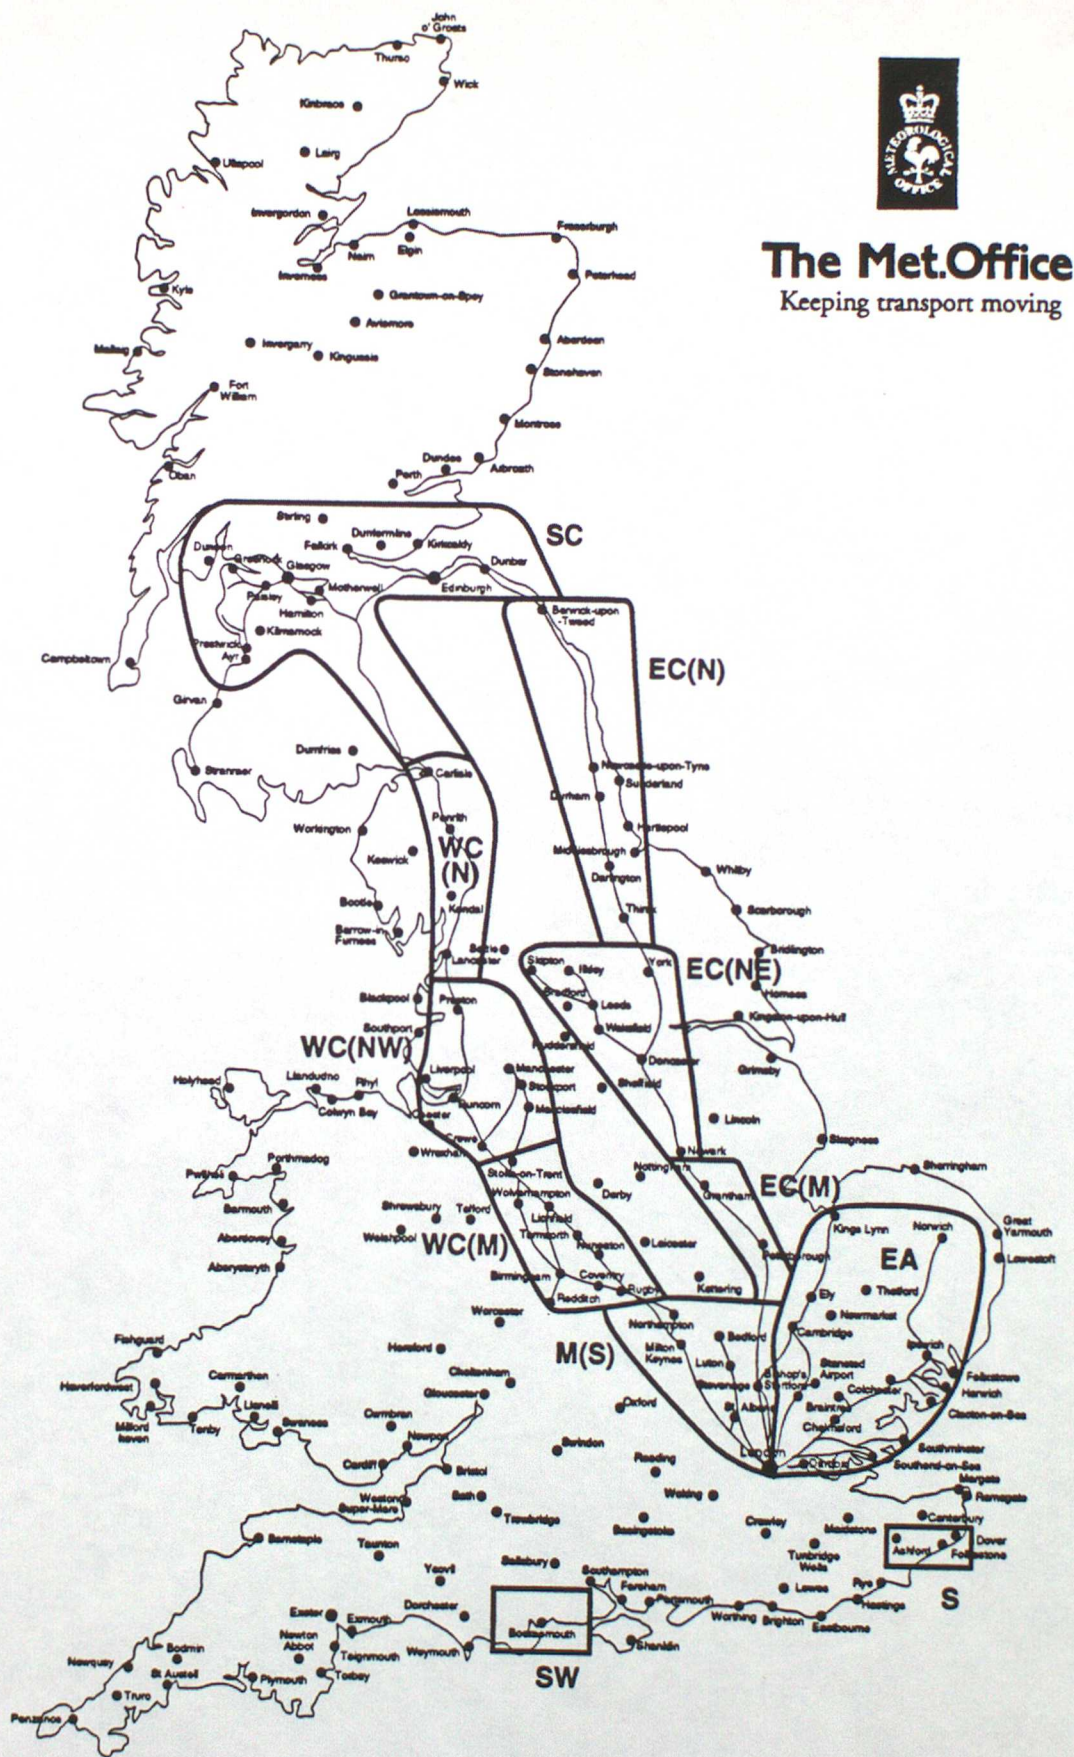 John
o' Groats
Thurso
Wick
Kinbrace
Lairg
Ullapool
METEOROLOGICAL
OFFICE
The Met.Office
Keeping transport moving
Invergordon
Lossiemouth
Elgin
Nairn
Inverness
Fraserburgh
Peterhead
Kyle
Grantown-on-Spey
Aviemore
Invergarry
Kingussie
Mallaig
Aberdeen
Stonehaven
Fort
William
Montrose
Dundee
Arbroath
Perth
Oban
SC
Stirling
Dunfermline
Falkirk
Kirkcaldy
Dunoon
Greenock
Glasgow
Dunbar
Edinburgh
Motherwell
Paisley
Hamilton
Kilmarnock
Prestwick
Ayr
Berwick-upon
-Tweed
Campbeltown
EC(N)
Girvan
Dumfries
Stranraer
Carlisle
Newcastle-upon-Tyne
Sunderland
Durham
Penrith
Workington
Hartlepool
WC
(N)
Keswick
Middlesbrough
Darlington
Whitby
Bootle
Kendal
Thirsk
Scarborough
Barrow-in-
Furness
Lancaster
Settle
Skipton
Ilkley
York
EC(NE)
Bridlington
Hornsea
Blackpool
Preston
Bradford
Leeds
Kingston-upon-Hull
Southport
Wakefield
Huddersfield
WC(NW)
Doncaster
Grimsby
Liverpool
Manchester
Stockport
Sheffield
Holyhead
Llandudno
Rhyl
Colwyn Bay
Runcorn
Chester
Macclesfield
Lincoln
Crewe
Wrexham
Skegness
Newark
Porthmadog
Pwllheli
Stoke-on-Trent
Nottingham
Sherringham
Derby
Grantham
EC(M)
Barmouth
Wolverhampton
Shrewsbury
Telford
Lichfield
Welshpool
WC(M)
Tamworth
Nuneaton
Leicester
Peterborough
Kings Lynn
Norwich
Great
Yarmouth
Lowestoft
EA
Aberdovey
Aberystwyth
Birmingham
Coventry
Rugby
Redditch
Kettering
Ely
Thetford
Newmarket
Worcester
Northampton
Cambridge
Fishguard
Hereford
M(S)
Milton
Keynes
Bedford
Ipswich
Felixstowe
Harwich
Haverfordwest
Carmarthen
Cheltenham
Gloucester
Luton
Stevenage
Bishop's
Stortford
Stansted
Airport
Colchester
Clacton-on-Sea
Braintree
Milford
Haven
Tenby
Llanelli
Swansea
Cwmbran
Oxford
St. Albans
Chelmsford
Newport
Swindon
Southminster
London
Southend-on-Sea
Cardiff
Bristol
Reading
Weston
Super-Mare
Bath
Woking
Margate
Ramsgate
Trowbridge
Basingstoke
Crawley
Maidstone
Canterbury
Barnstaple
Taunton
Salisbury
Tunbridge
Wells
Ashford
Dover
Folkestone
Yeovil
Southampton
Fareham
Portsmouth
Lewes
Rye
Hastings
S
Exeter
Exmouth
Dorchester
Bournemouth
Worthing
Brighton
Eastbourne
Newton
Abbot
Teignmouth
Weymouth
Shanklin
Bodmin
Newquay
St Austell
Plymouth
Torbay
SW
Truro
Penzance